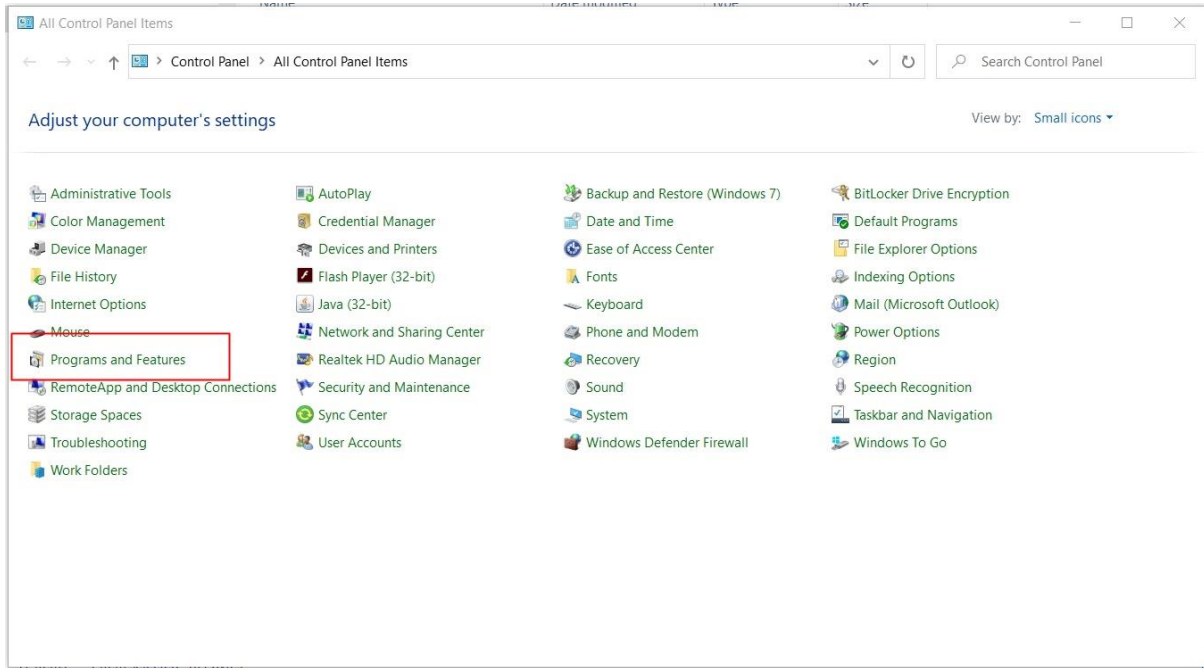 Name Date modified Type Size
All Control Panel Items
Control Panel > All Control Panel Items
Search Control Panel
Adjust your computer's settings
View by: Small icons
Administrative Tools
AutoPlay
Backup and Restore (Windows 7)
BitLocker Drive Encryption
Color Management
Credential Manager
Date and Time
Default Programs
Device Manager
Devices and Printers
Ease of Access Center
File Explorer Options
File History
Flash Player (32-bit)
Fonts
Indexing Options
Internet Options
Java (32-bit)
Keyboard
Mail (Microsoft Outlook)
Mouse
Network and Sharing Center
Phone and Modem
Power Options
Programs and Features
Realtek HD Audio Manager
Recovery
Region
RemoteApp and Desktop Connections
Security and Maintenance
Sound
Speech Recognition
Storage Spaces
Sync Center
System
Taskbar and Navigation
Troubleshooting
User Accounts
Windows Defender Firewall
Windows To Go
Work Folders